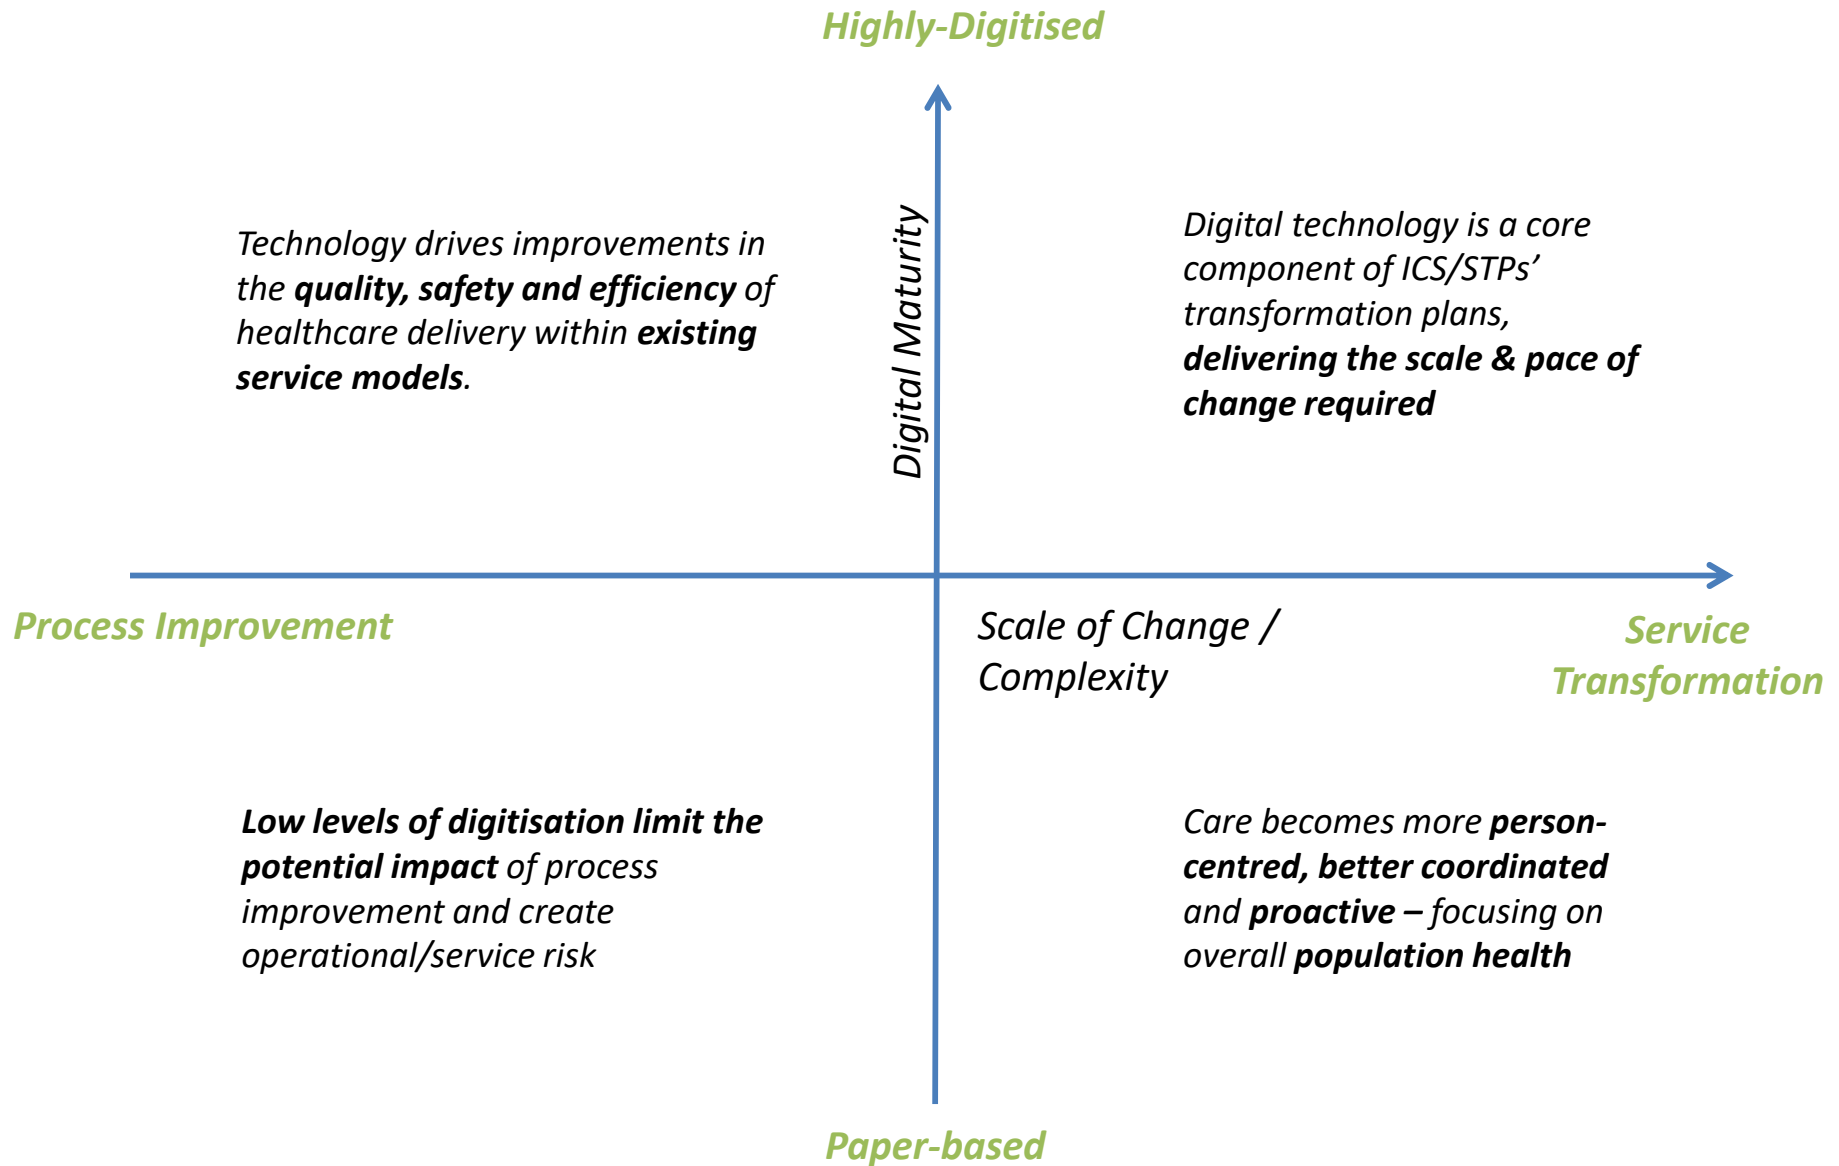 Highly-Digitised
Technology drives improvements in
the quality, safety and efficiency of
healthcare delivery within existing
service models.
Digital Maturity
Digital technology is a core
component of ICS/STPs’
transformation plans,
delivering the scale & pace of
change required
Process Improvement
Scale of Change /
Complexity
Service
Transformation
Low levels of digitisation limit the
potential impact of process
improvement and create
operational/service risk
Care becomes more person-
centred, better coordinated
and proactive – focusing on
overall population health
Paper-based